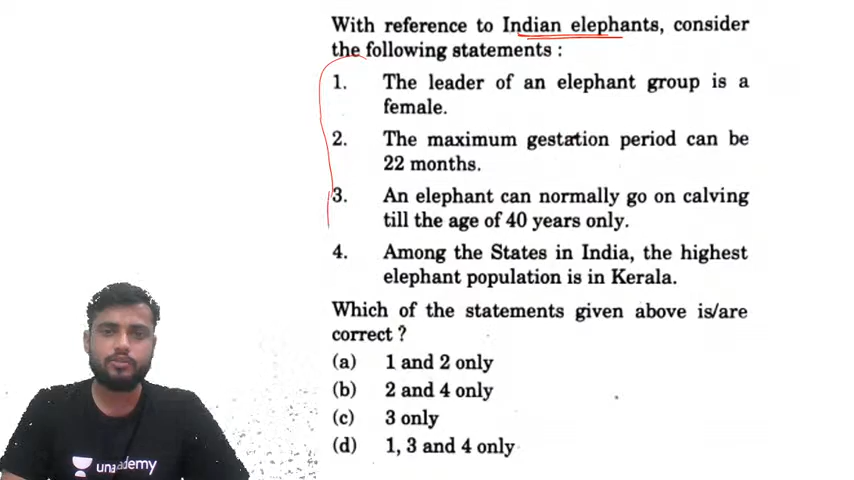 With reference to Indian elephants, consider
the following statements :
1. The leader of an elephant group is a
female.
2. The maximum gestation period can be
22 months.
3. An elephant can normally go on calving
till the age of 40 years only.
4. Among the States in India, the highest
elephant population is in Kerala.
Which of the statements given above is/are
correct ?
(a) 1 and 2 only
(b) 2 and 4 only
(c) 3 only
(d) 1, 3 and 4 only
unacademy